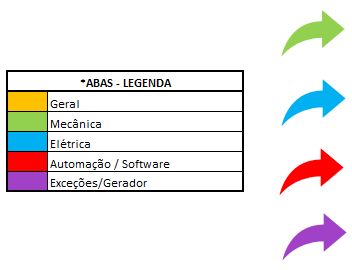 *ABAS - LEGENDA
Geral
Mecânica
Elétrica
Automação / Software
Exceções/Gerador